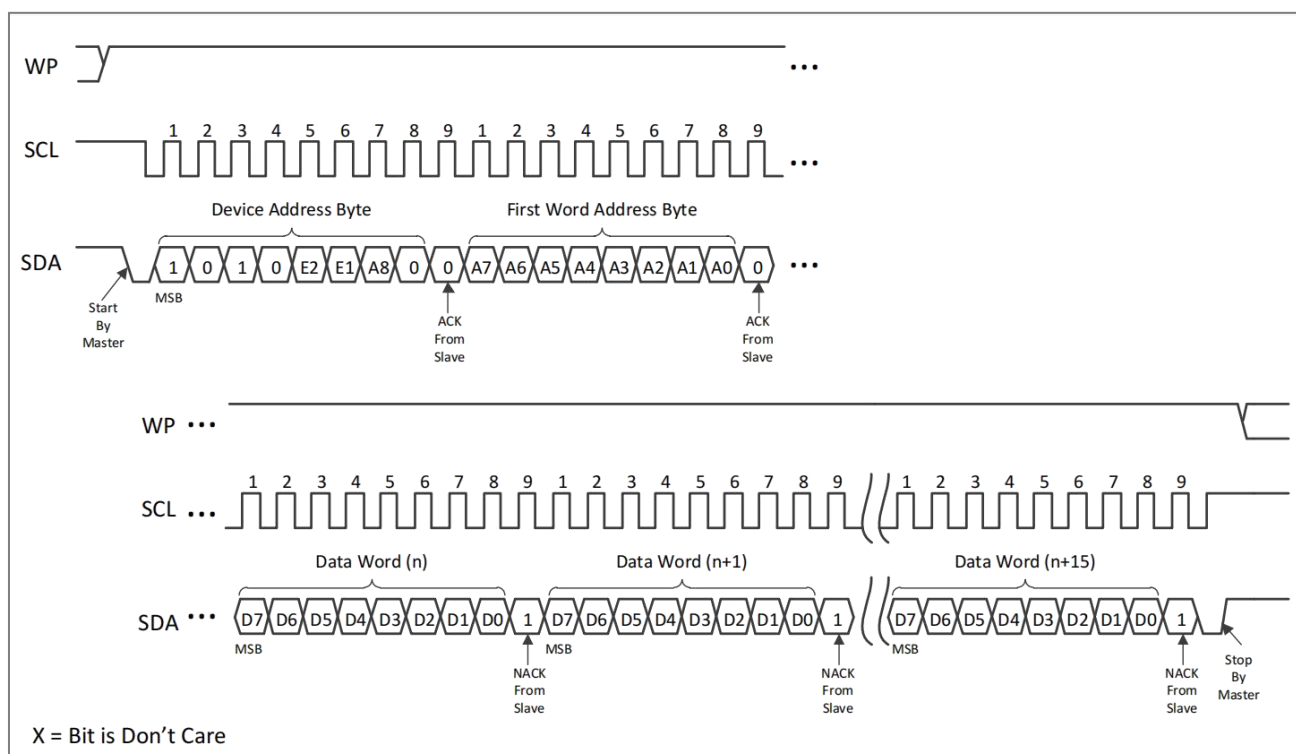 WP
...
1 2 3 4 5 6 7 8 9 1 2 3 4 5 6 7 8 9
SCL
...
Device Address Byte First Word Address Byte
SDA 1 0 1 0 E2 E1 A8 0 0 A7 A6 A5 A4 A3 A2 A1 A0 0 ...
MSB
Start
By
Master
ACK
From
Slave
ACK
From
Slave
WP ...
1 2 3 4 5 6 7 8 9 1 2 3 4 5 6 7 8 9 1 2 3 4 5 6 7 8 9
SCL ...
Data Word (n) Data Word (n+1) Data Word (n+15)
SDA ... D7 D6 D5 D4 D3 D2 D1 D0 1 D7 D6 D5 D4 D3 D2 D1 D0 1 D7 D6 D5 D4 D3 D2 D1 D0 1
MSB MSB MSB
NACK
From
Slave
NACK
From
Slave
NACK
From
Slave
Stop
By
Master
X = Bit is Don't Care